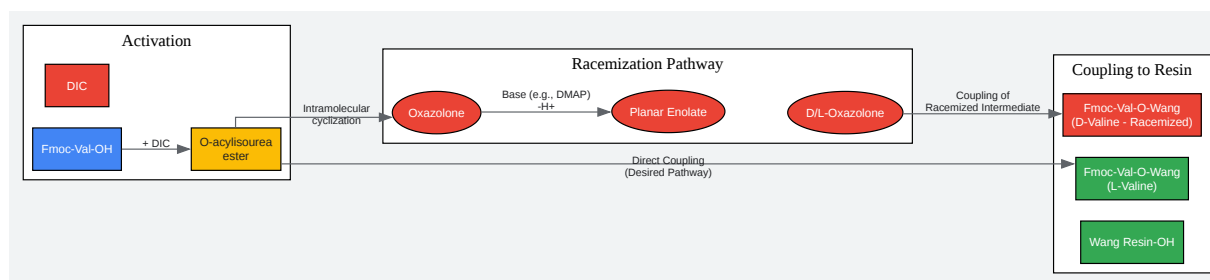 Activation
DIC
Fmoc-Val-OH
+ DIC
O-acylisourea
ester
Intramolecular
cyclization
Racemization Pathway
Oxazolone
Base (e.g., DMAP)
-H+
Planar Enolate
D/L-Oxazolone
Coupling of
Racemized Intermediate
Direct Coupling
(Desired Pathway)
Coupling to Resin
Fmoc-Val-O-Wang
(D-Valine - Racemized)
Fmoc-Val-O-Wang
(L-Valine)
Wang Resin-OH